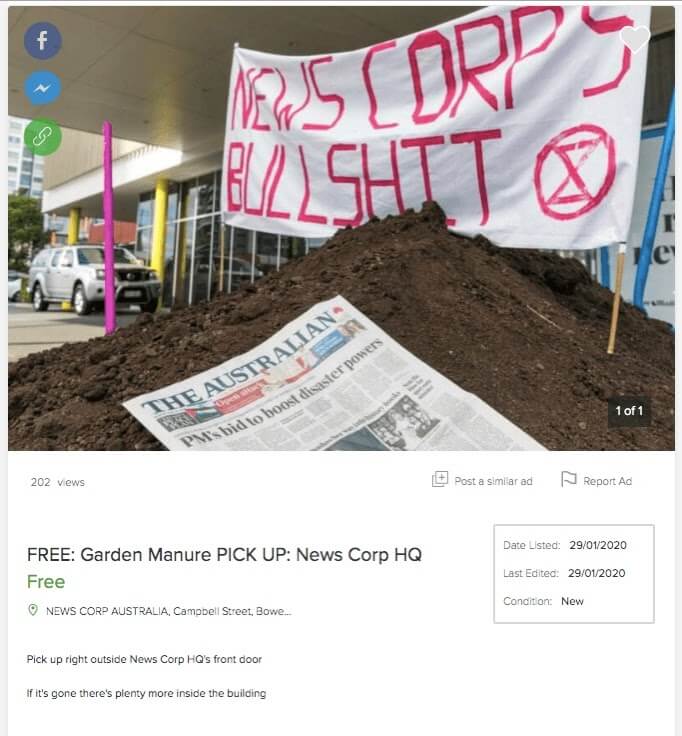 NEWS CORPS
BULLSHIT
THE AUSTRALIAN
Open attack
PM's bid to boost disaster powers
1 of 1
202 views
Post a similar ad
Report Ad
FREE: Garden Manure PICK UP: News Corp HQ
Free
NEWS CORP AUSTRALIA, Campbell Street, Bowe...
Date Listed: 29/01/2020
Last Edited: 29/01/2020
Condition: New
Pick up right outside News Corp HQ's front door
If it's gone there's plenty more inside the building